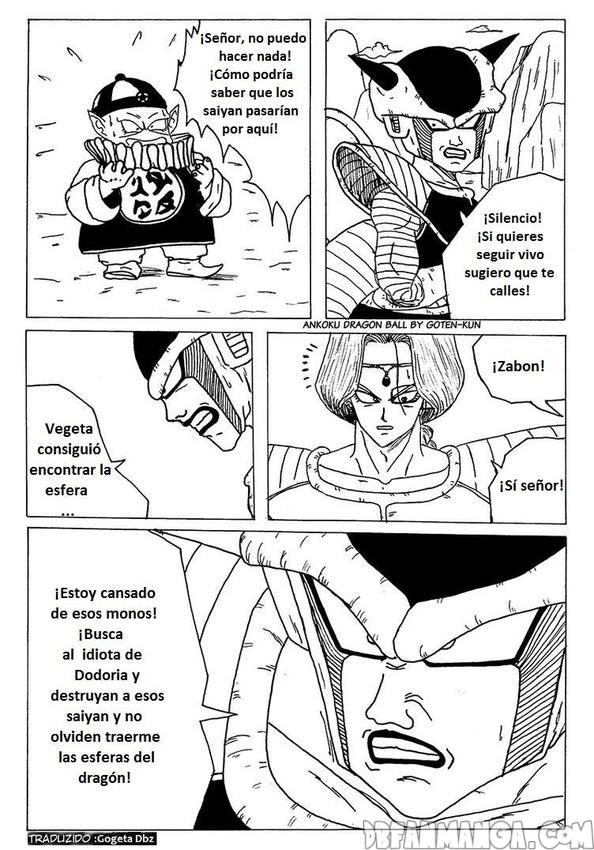 ¡Señor, no puedo
hacer nada!
¡Cómo podría
saber que los
saiyan pasarían
por aquí!
¡Silencio!
¡Si quieres
seguir vivo
sugiero que te
calles!
ANKOKU DRAGON BALL BY GOTEN-KUN
Vegeta
consiguió
encontrar la
esfera
...
¡Zabon!
¡Sí señor!
¡Estoy cansado
de esos monos!
¡Busca
al idiota de
Dodoria y
destruyan a esos
saiyan y no
olviden traerme
las esferas del
dragón!
TRADUZIDO :Gogeta Dbz
DBFANMANGA.COM